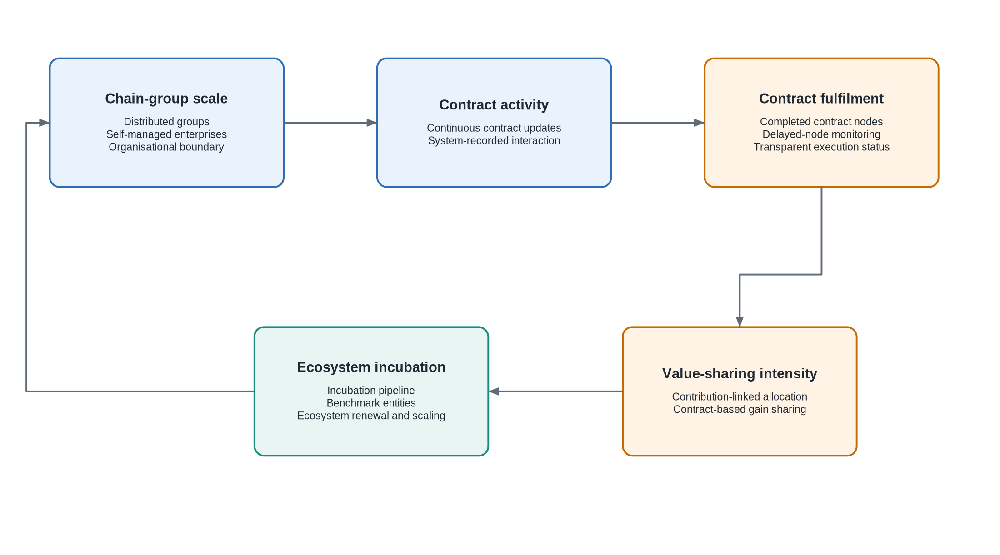 Chain-group scale
Distributed groups
Self-managed enterprises
Organisational boundary
Contract activity
Continuous contract updates
System-recorded interaction
Contract fulfilment
Completed contract nodes
Delayed-node monitoring
Transparent execution status
Value-sharing intensity
Contribution-linked allocation
Contract-based gain sharing
Ecosystem incubation
Incubation pipeline
Benchmark entities
Ecosystem renewal and scaling